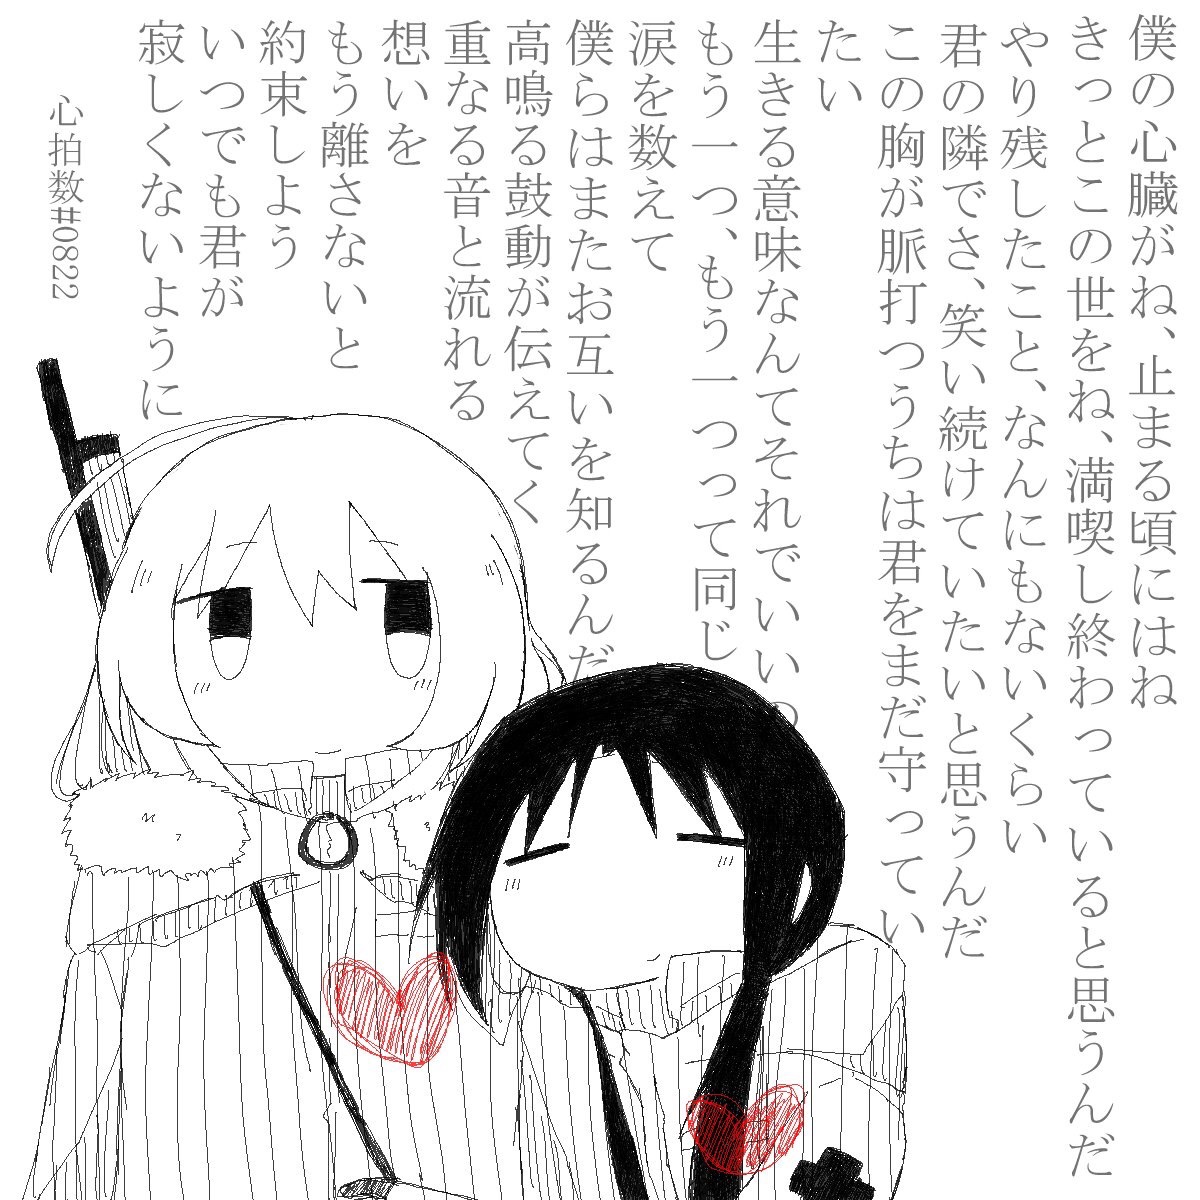 僕の心臓がね、止まる頃にはね
きっとこの世をね、満喫し終わっていると思うんだ
やり残したこと、なんにもないくらい
君の隣でさ、笑い続けていたいと思うんだ
この胸が脈打つうちは君をまだ守ってい
たい
生きる意味なんてそれでいいの
もう一つ、もう一つって同じ
涙を数えて
僕らはまたお互いを知るんだ
高鳴る鼓動が伝えてく
重なる音と流れる
想いを
もう離さないと
約束しよう
いつでも君が
寂しくないように
心拍数#0822